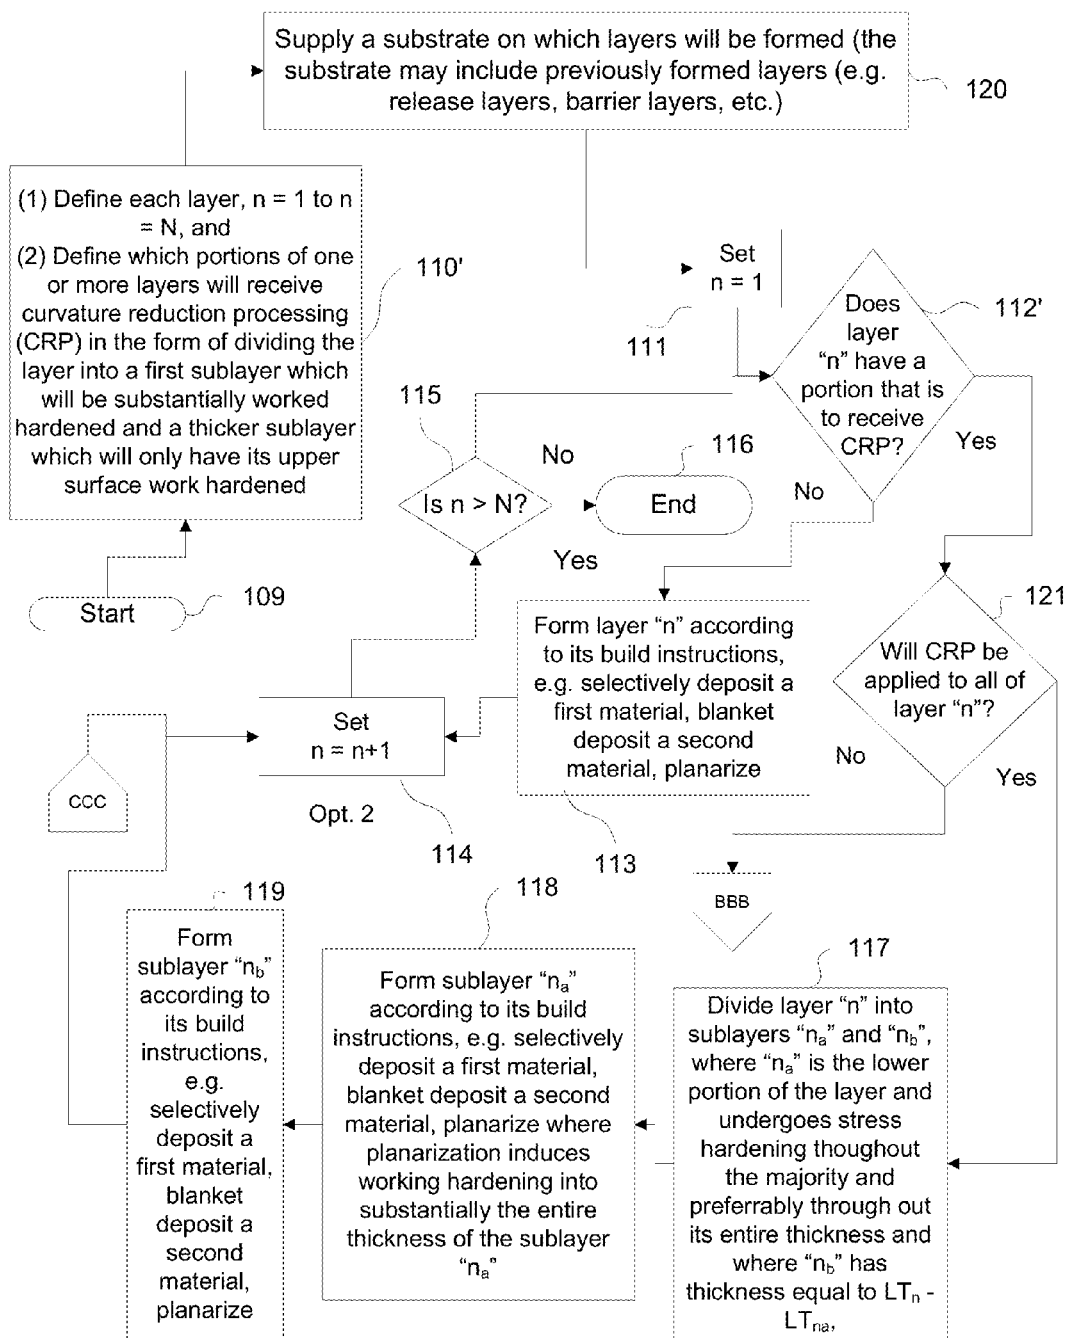 Supply a substrate on which layers will be formed (the
substrate may include previously formed layers (e.g.
release layers, barrier layers, etc.)
120
(1) Define each layer, n = 1 to n
= N, and
(2) Define which portions of one
or more layers will receive
curvature reduction processing
(CRP) in the form of dividing the
layer into a first sublayer which
will be substantially worked
hardened and a thicker sublayer
which will only have its upper
surface work hardened
110'
Set
n = 1
111
Does
layer
"n" have a
portion that is
to receive
CRP?
112'
Yes
No
115
Is n > N?
No
Yes
116
End
Start
109
Form layer "n" according
to its build instructions,
e.g. selectively deposit a
first material, blanket
deposit a second
material, planarize
113
121
Will CRP be
applied to all of
layer "n"?
No
Yes
Set
n = n+1
Opt. 2
114
CCC
BBB
119
Form
sublayer "nb"
according to
its build
instructions,
e.g.
selectively
deposit a
first material,
blanket
deposit a
second
material,
planarize
118
Form sublayer "na"
according to its build
instructions, e.g. selectively
deposit a first material,
blanket deposit a second
material, planarize where
planarization induces
working hardening into
substantially the entire
thickness of the sublayer
"na"
117
Divide layer "n" into
sublayers "na" and "nb",
where "na" is the lower
portion of the layer and
undergoes stress
hardening thoughout
the majority and
preferrably through out
its entire thickness and
where "nb" has
thickness equal to LTn -
LTna,